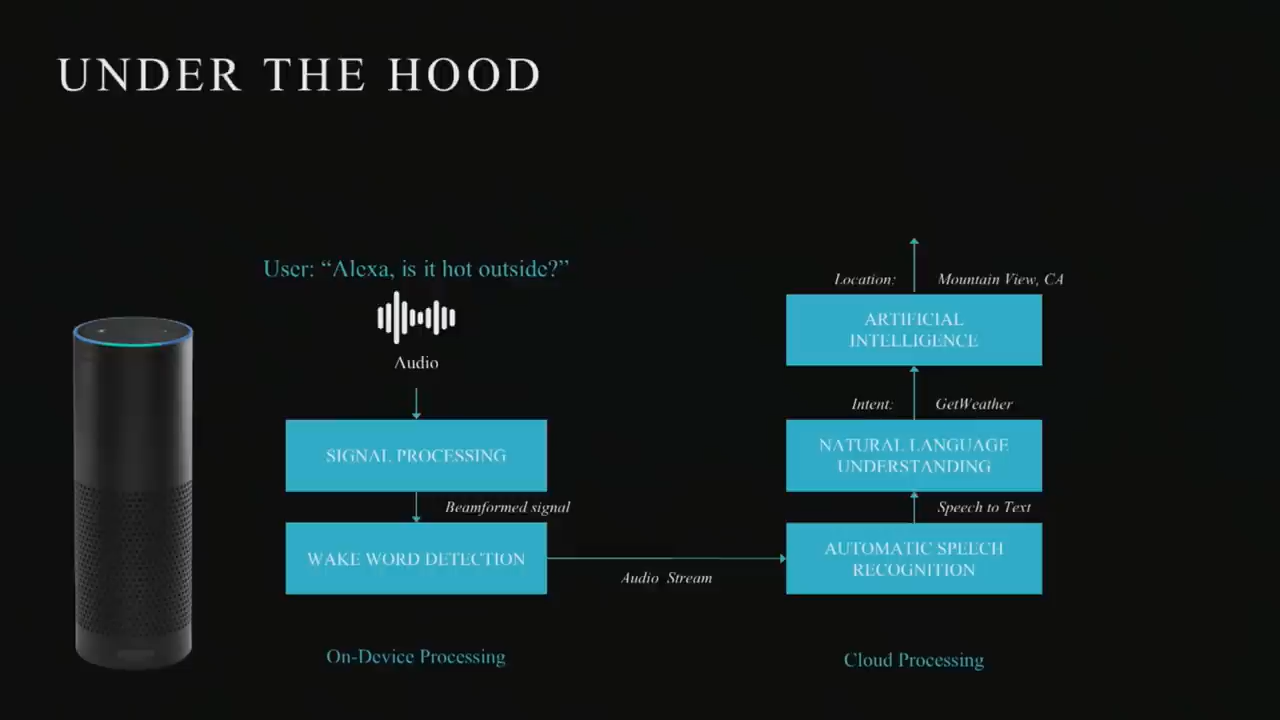 UNDER THE HOOD
User: “Alexa, is it hot outside?”
Audio
SIGNAL PROCESSING
Beamformed signal
WAKE WORD DETECTION
Audio Stream
On-Device Processing
Location: Mountain View, CA
ARTIFICIAL
INTELLIGENCE
Intent: GetWeather
NATURAL LANGUAGE
UNDERSTANDING
Speech to Text
AUTOMATIC SPEECH
RECOGNITION
Cloud Processing